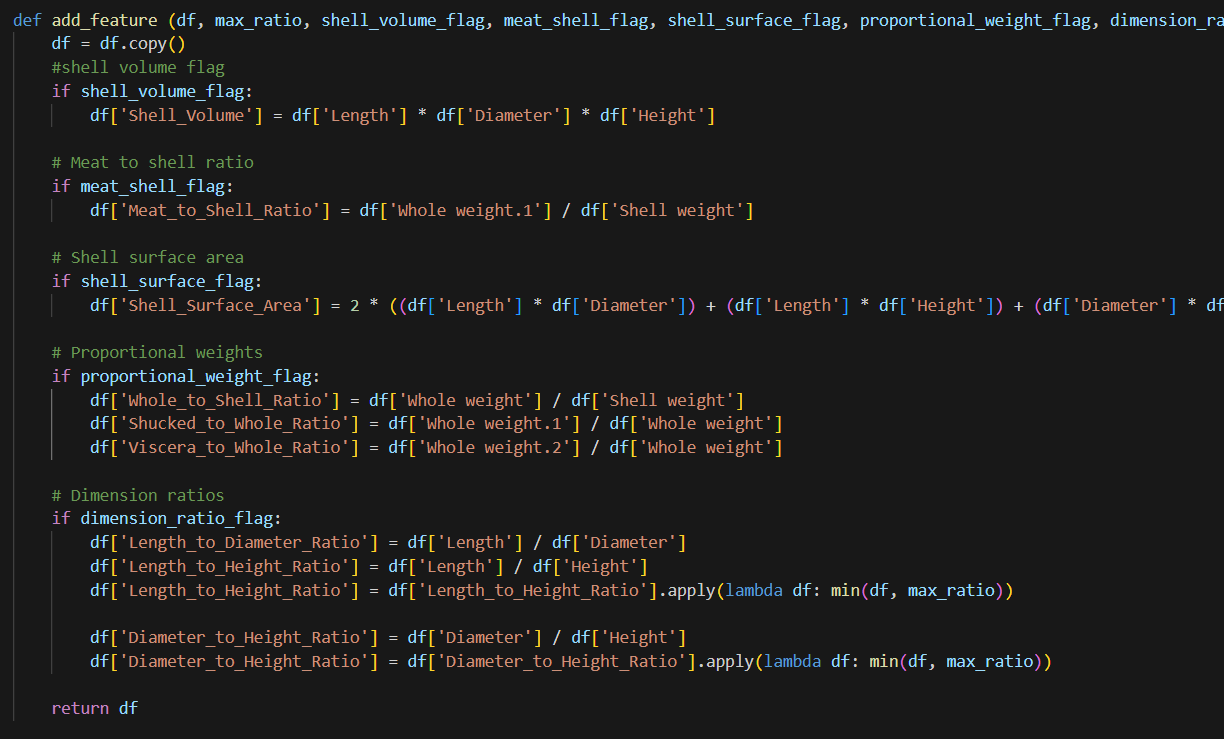 def add_feature (df, max_ratio, shell_volume_flag, meat_shell_flag, shell_surface_flag, proportional_weight_flag, dimension_ra
    df = df.copy()
    #shell volume flag
    if shell_volume_flag:
        df['Shell_Volume'] = df['Length'] * df['Diameter'] * df['Height']

    # Meat to shell ratio
    if meat_shell_flag:
        df['Meat_to_Shell_Ratio'] = df['Whole weight.1'] / df['Shell weight']

    # Shell surface area
    if shell_surface_flag:
        df['Shell_Surface_Area'] = 2 * ((df['Length'] * df['Diameter']) + (df['Length'] * df['Height']) + (df['Diameter'] * df

    # Proportional weights
    if proportional_weight_flag:
        df['Whole_to_Shell_Ratio'] = df['Whole weight'] / df['Shell weight']
        df['Shucked_to_Whole_Ratio'] = df['Whole weight.1'] / df['Whole weight']
        df['Viscera_to_Whole_Ratio'] = df['Whole weight.2'] / df['Whole weight']

    # Dimension ratios
    if dimension_ratio_flag:
        df['Length_to_Diameter_Ratio'] = df['Length'] / df['Diameter']
        df['Length_to_Height_Ratio'] = df['Length'] / df['Height']
        df['Length_to_Height_Ratio'] = df['Length_to_Height_Ratio'].apply(lambda df: min(df, max_ratio))

        df['Diameter_to_Height_Ratio'] = df['Diameter'] / df['Height']
        df['Diameter_to_Height_Ratio'] = df['Diameter_to_Height_Ratio'].apply(lambda df: min(df, max_ratio))

    return df